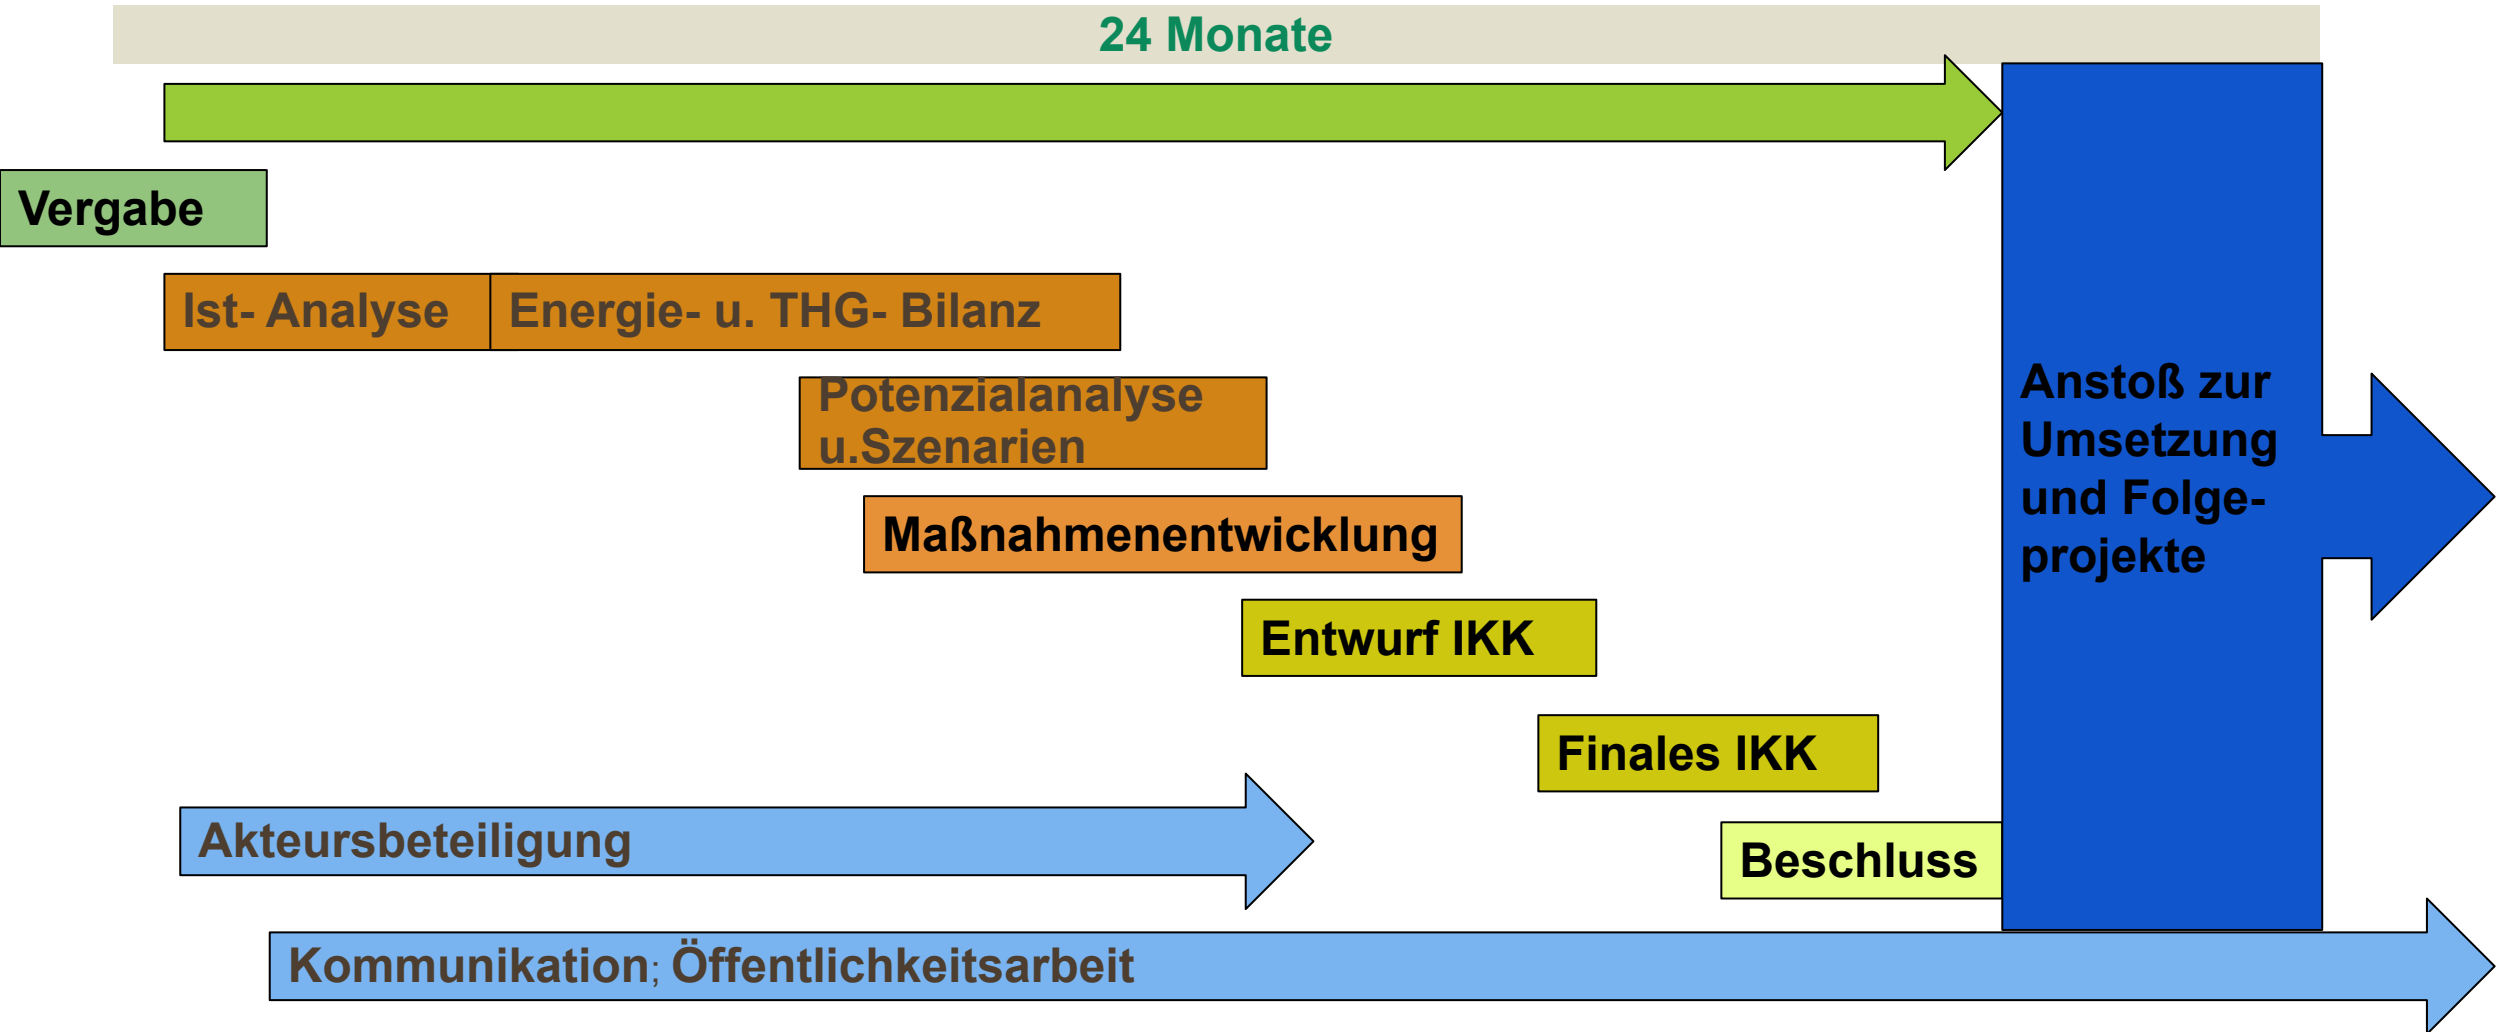 24 Monate
Vergabe
Ist- Analyse
Energie- u. THG- Bilanz
Potenzialanalyse
u.Szenarien
Maßnahmenentwicklung
Entwurf IKK
Finales IKK
Beschluss
Anstoß zur
Umsetzung
und Folge-
projekte
Akteursbeteiligung
Kommunikation; Öffentlichkeitsarbeit